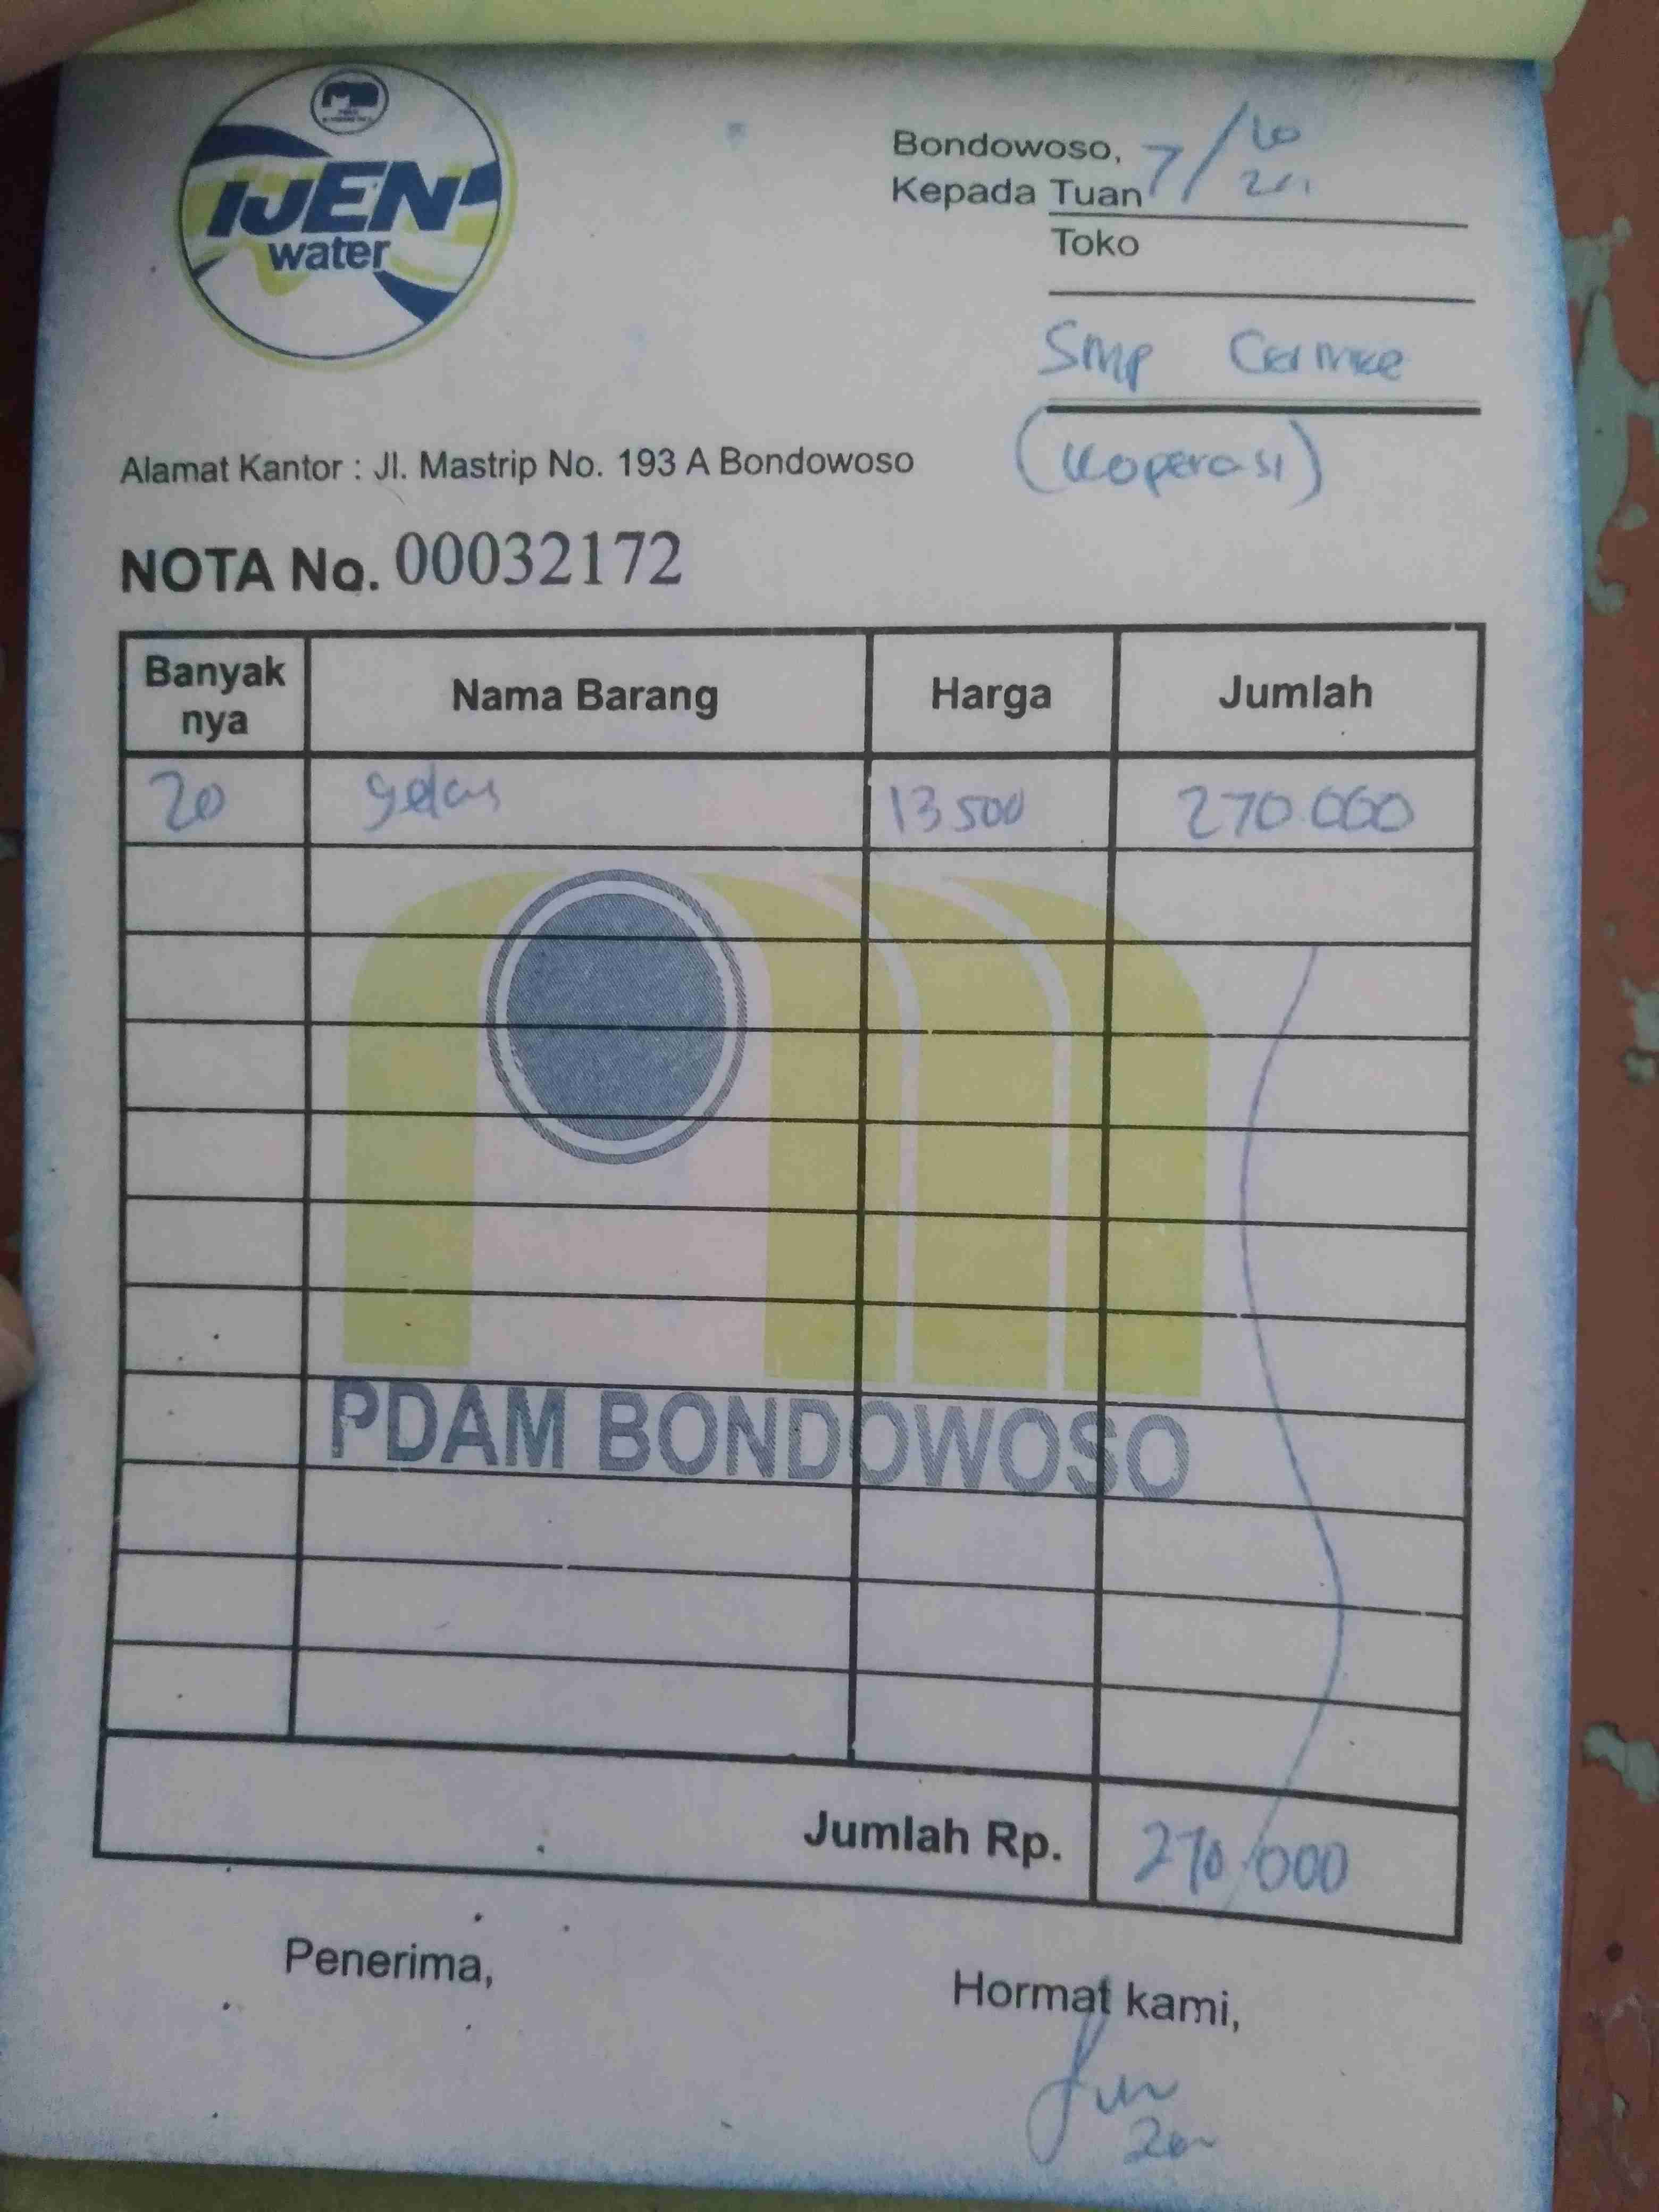 IJEN
water
Bondowoso, 7/10
Kepada Tuan
Toko
SMP Cermee
(Koperasi)
Alamat Kantor : Jl. Mastrip No. 193 A Bondowoso
NOTA No. 00032172
Banyak nya Nama Barang Harga Jumlah
20 gelas 13 500 270.000
PDAM BONDOWOSO
Jumlah Rp. 270.000
Penerima,
Hormat kami,